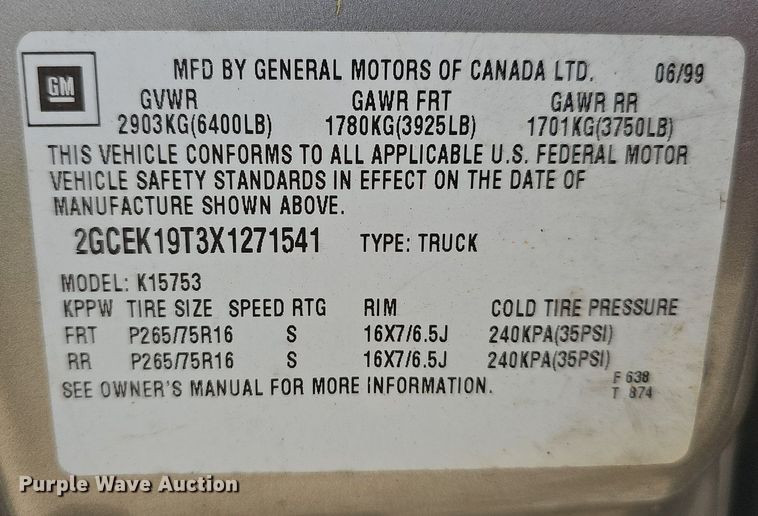 GM
MFD BY GENERAL MOTORS OF CANADA LTD. 06/99
GVWR GAWR FRT GAWR RR
2903KG(6400LB) 1780KG(3925LB) 1701KG(3750LB)
THIS VEHICLE CONFORMS TO ALL APPLICABLE U.S. FEDERAL MOTOR
VEHICLE SAFETY STANDARDS IN EFFECT ON THE DATE OF
MANUFACTURE SHOWN ABOVE.
2GCEK19T3X1271541 TYPE: TRUCK
MODEL: K15753
KPPW TIRE SIZE SPEED RTG RIM COLD TIRE PRESSURE
FRT P265/75R16 S 16X7/6.5J 240KPA(35PSI)
RR P265/75R16 S 16X7/6.5J 240KPA(35PSI)
SEE OWNER'S MANUAL FOR MORE INFORMATION.
F 638
T 874
Purple Wave Auction